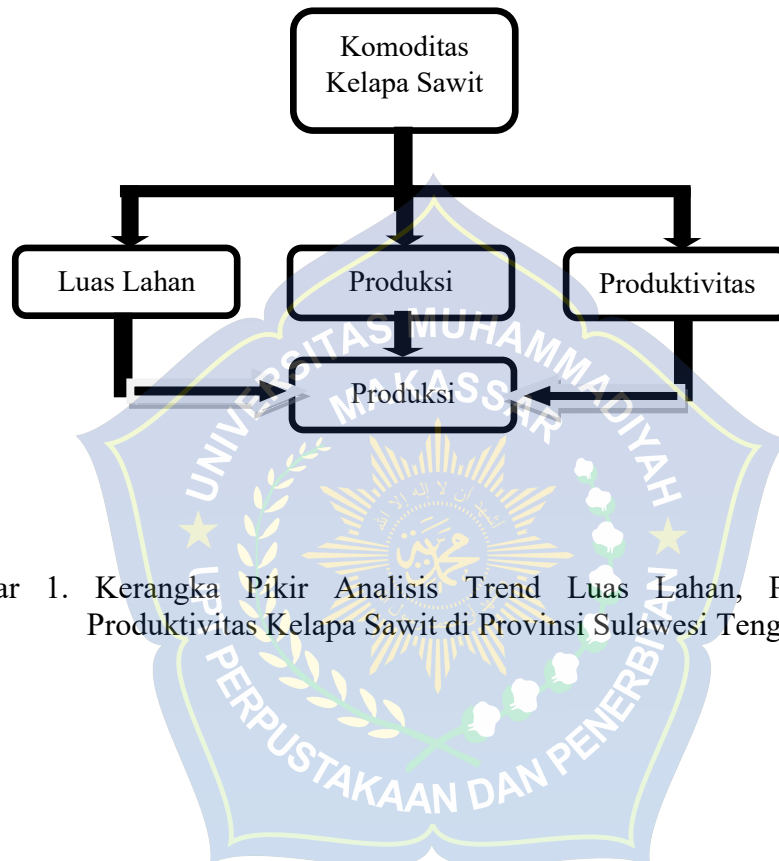 Komoditas
Kelapa Sawit
Luas Lahan
Produksi
Produktivitas
Produksi
UNIVERSITAS MUHAMMADIYAH
MAKASSAR
ar 1. Kerangka Pikir Analisis Trend Luas Lahan, P
Produktivitas Kelapa Sawit di Provinsi Sulawesi Teng
UPT PERPUSTAKAAN DAN PENERBITAN